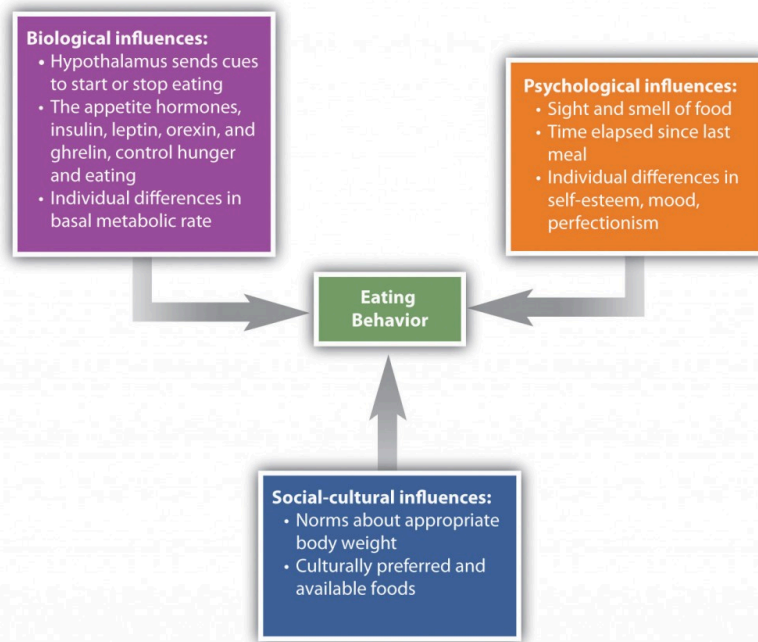 Biological influences:
• Hypothalamus sends cues
to start or stop eating
• The appetite hormones,
insulin, leptin, orexin, and
ghrelin, control hunger
and eating
• Individual differences in
basal metabolic rate
Psychological influences:
• Sight and smell of food
• Time elapsed since last
meal
• Individual differences in
self-esteem, mood,
perfectionism
Eating
Behavior
Social-cultural influences:
• Norms about appropriate
body weight
• Culturally preferred and
available foods